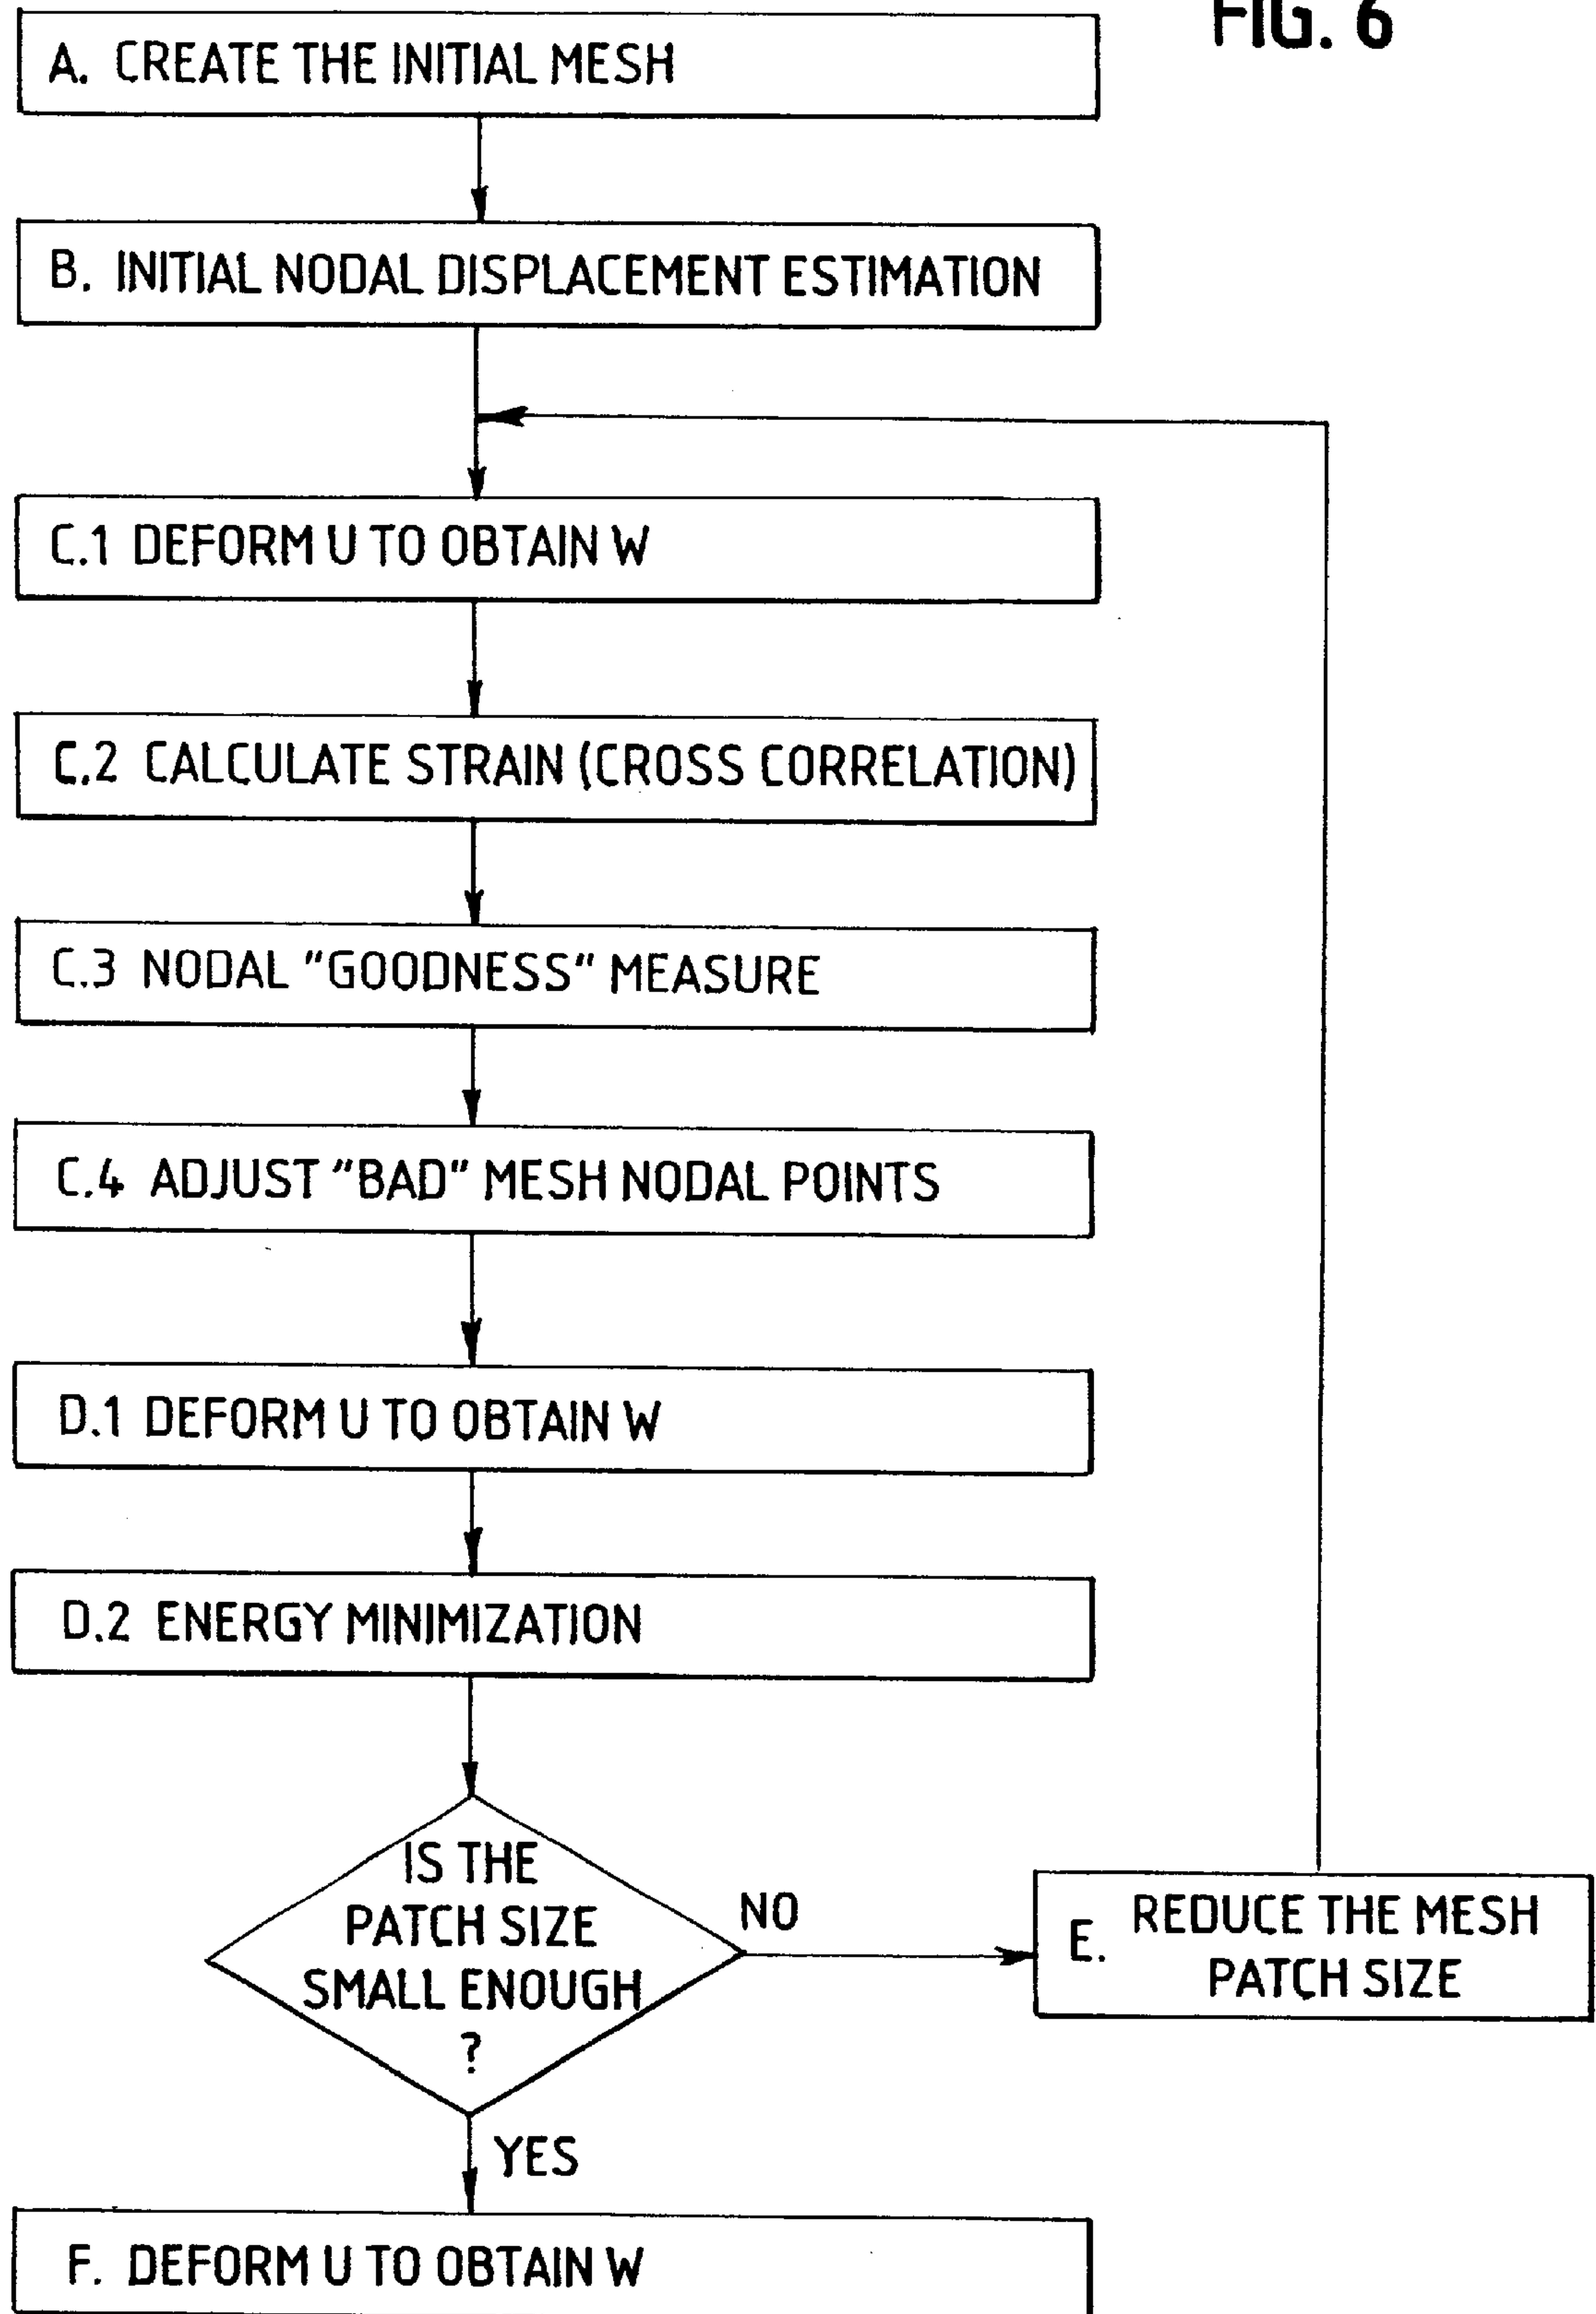 FIG. 6
A. CREATE THE INITIAL MESH
B. INITIAL NODAL DISPLACEMENT ESTIMATION
C.1 DEFORM U TO OBTAIN W
C.2 CALCULATE STRAIN (CROSS CORRELATION)
C.3 NODAL "GOODNESS" MEASURE
C.4 ADJUST "BAD" MESH NODAL POINTS
D.1 DEFORM U TO OBTAIN W
D.2 ENERGY MINIMIZATION
IS THE
PATCH SIZE
SMALL ENOUGH
?
NO
E. REDUCE THE MESH
PATCH SIZE
YES
F. DEFORM U TO OBTAIN W